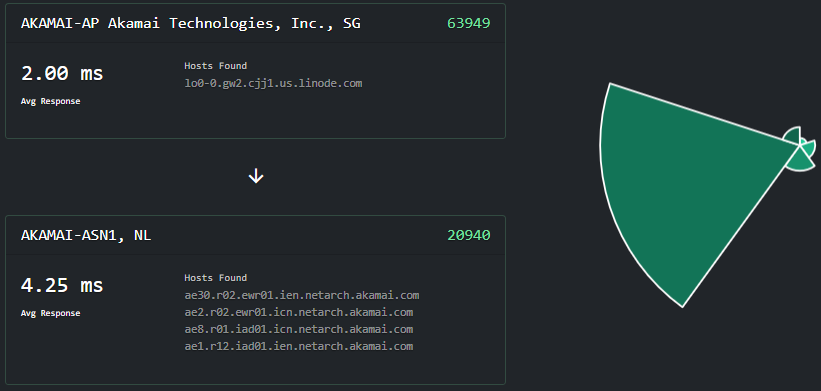 AKAMAI-AP Akamai Technologies, Inc., SG 63949
2.00 ms
Avg Response
Hosts Found
lo0-0.gw2.cjj1.us.linode.com
↓
AKAMAI-ASN1, NL 20940
4.25 ms
Avg Response
Hosts Found
ae30.r02.ewr01.ien.netarch.akamai.com
ae2.r02.ewr01.icn.netarch.akamai.com
ae8.r01.iad01.icn.netarch.akamai.com
ae1.r12.iad01.ien.netarch.akamai.com